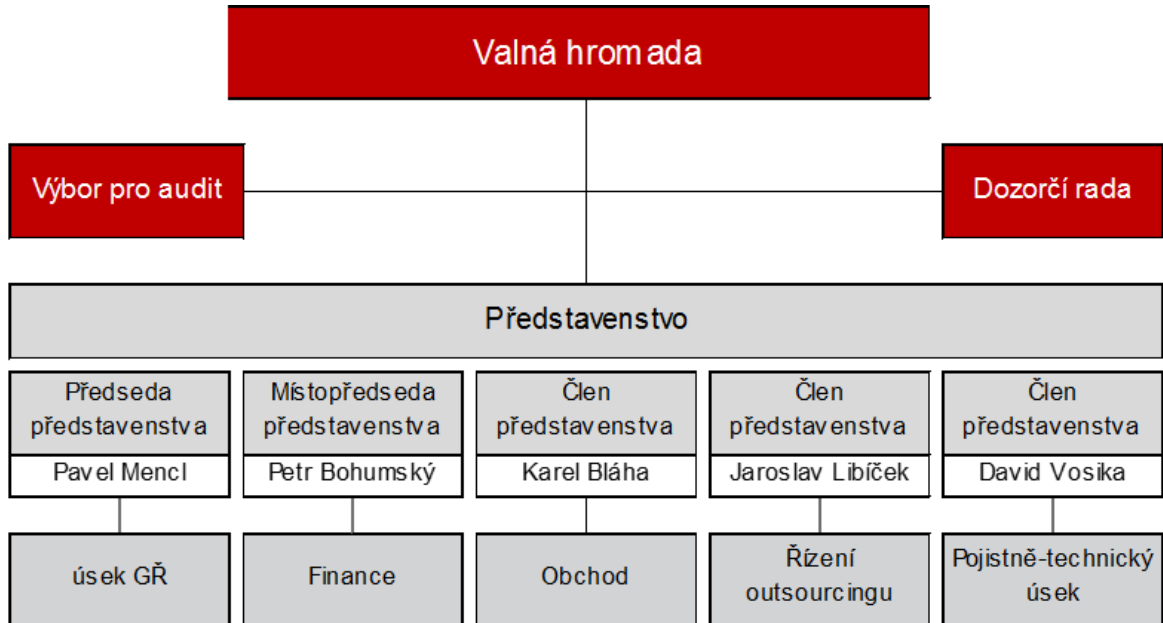 Valná hromada
Výbor pro audit
Dozorčí rada
Představenstvo
Předseda
představenstva
Pavel Mencl
Místopředseda
představenstva
Petr Bohumský
Člen
představenstva
Karel Bláha
Člen
představenstva
Jaroslav Libíček
Člen
představenstva
David Vosika
úsek GŘ
Finance
Obchod
Řízení
outsourcingu
Pojistně-technický
úsek